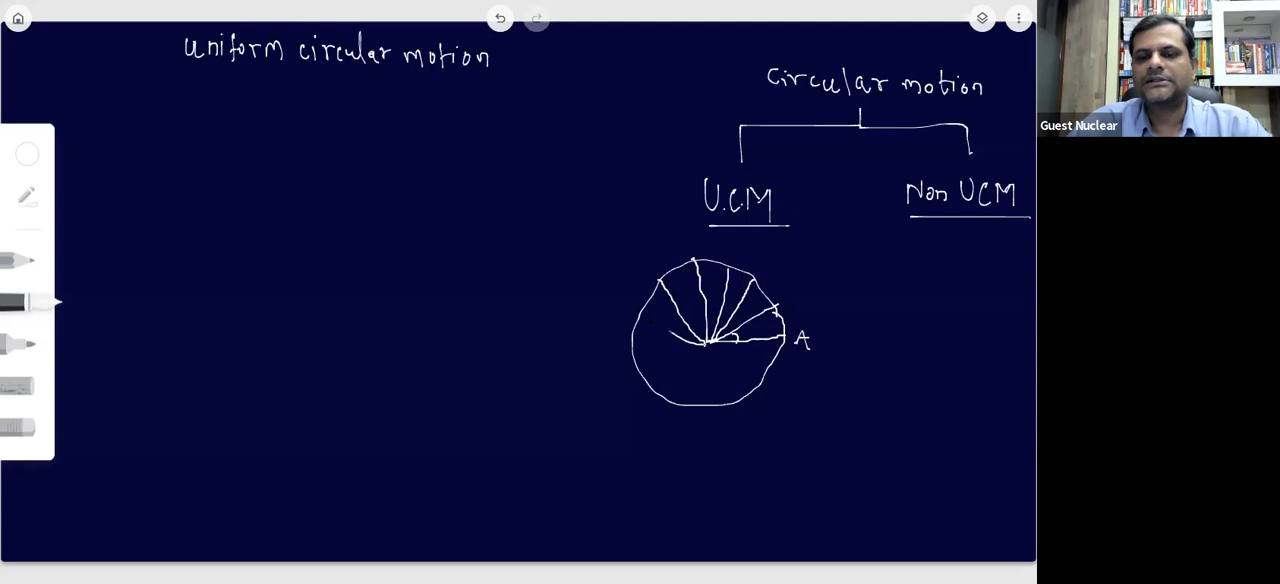 uniform circular motion
Circular motion
U.C.M
Non UCM
A
Guest Nuclear